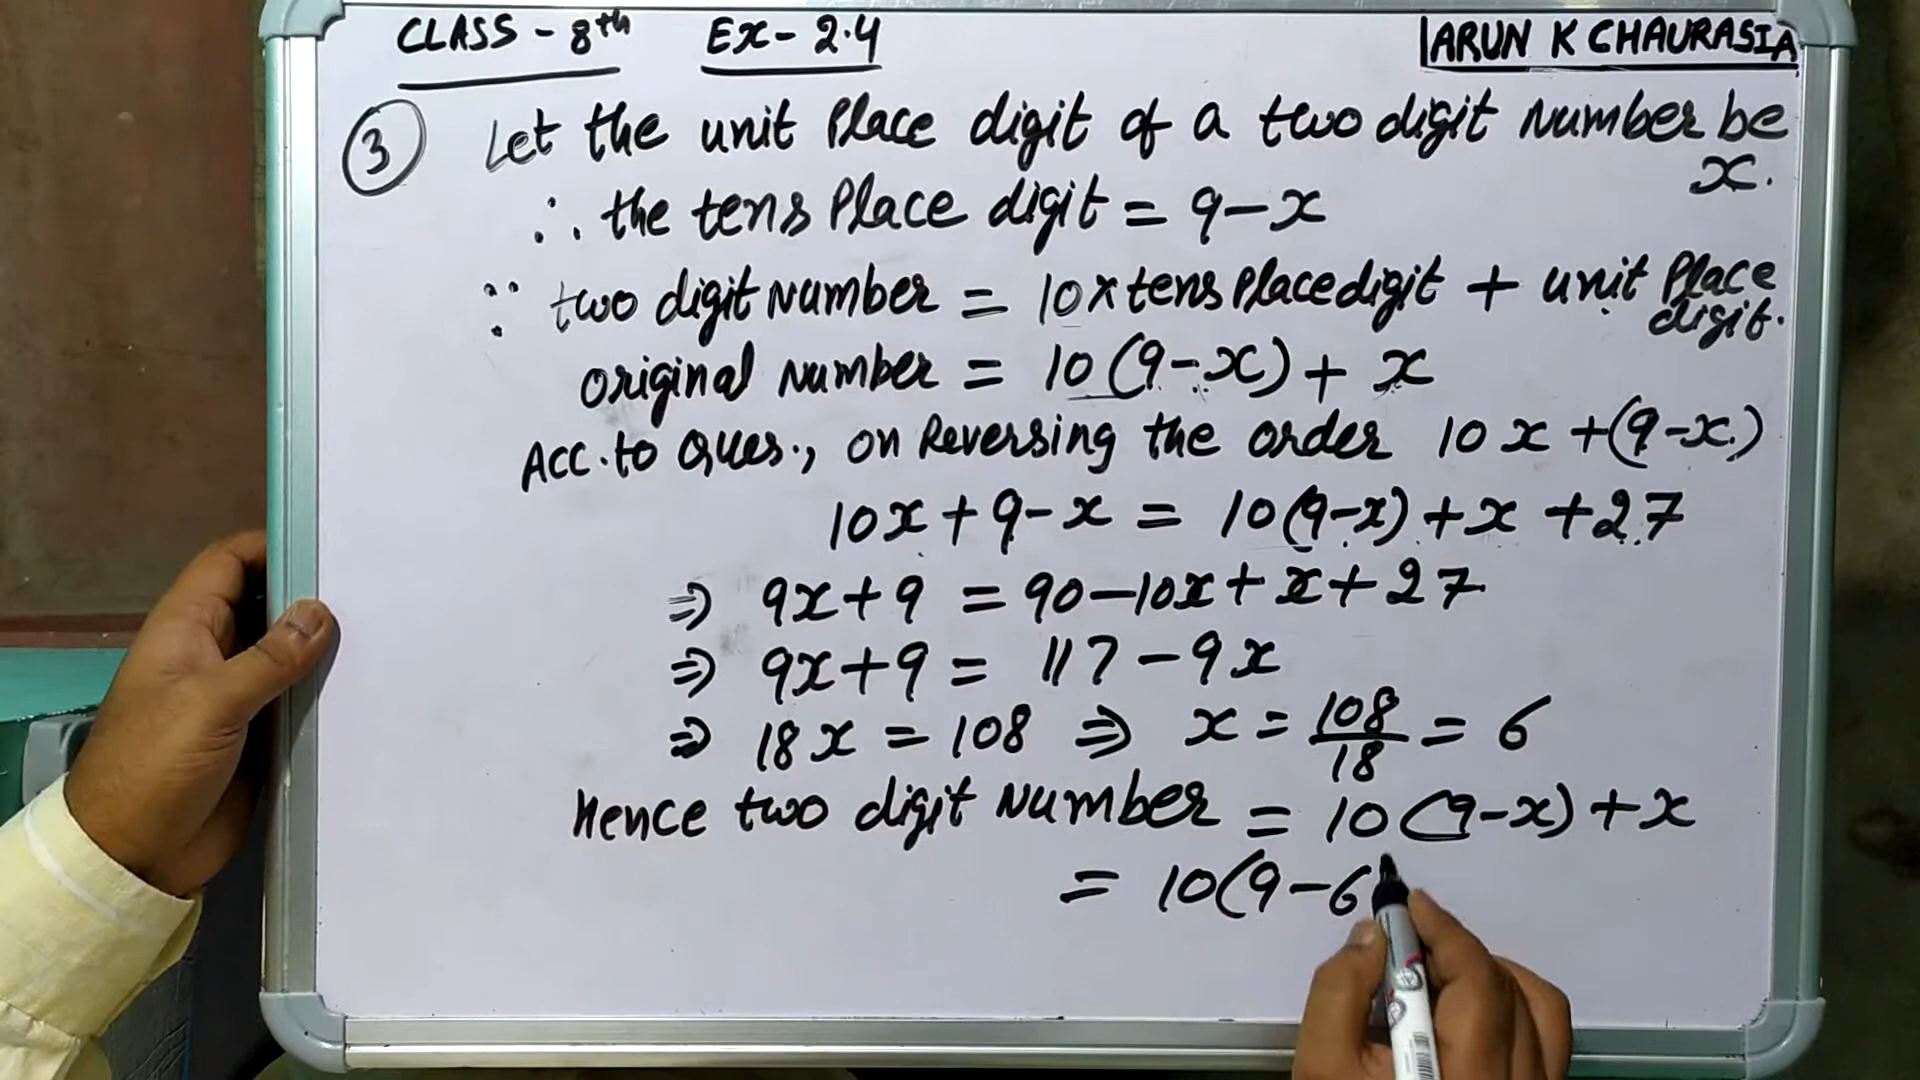 CLASS - 8th EX- 2.4 ARUN K CHAURASIA
3 Let the unit Place digit of a two digit Number be x.
∴ the tens Place digit = 9-x
∵ two digit Number = 10 x tens Place digit + unit Place digit.
Original Number = 10(9-x) + x
Acc. to Ques., on Reversing the order 10x+(9-x)
10x+9-x = 10(9-x)+x+27
⇒ 9x+9 = 90-10x+x+27
⇒ 9x+9 = 117-9x
⇒ 18x = 108 ⇒ x = 108/18 = 6
Hence two digit Number = 10(9-x)+x
= 10(9-6